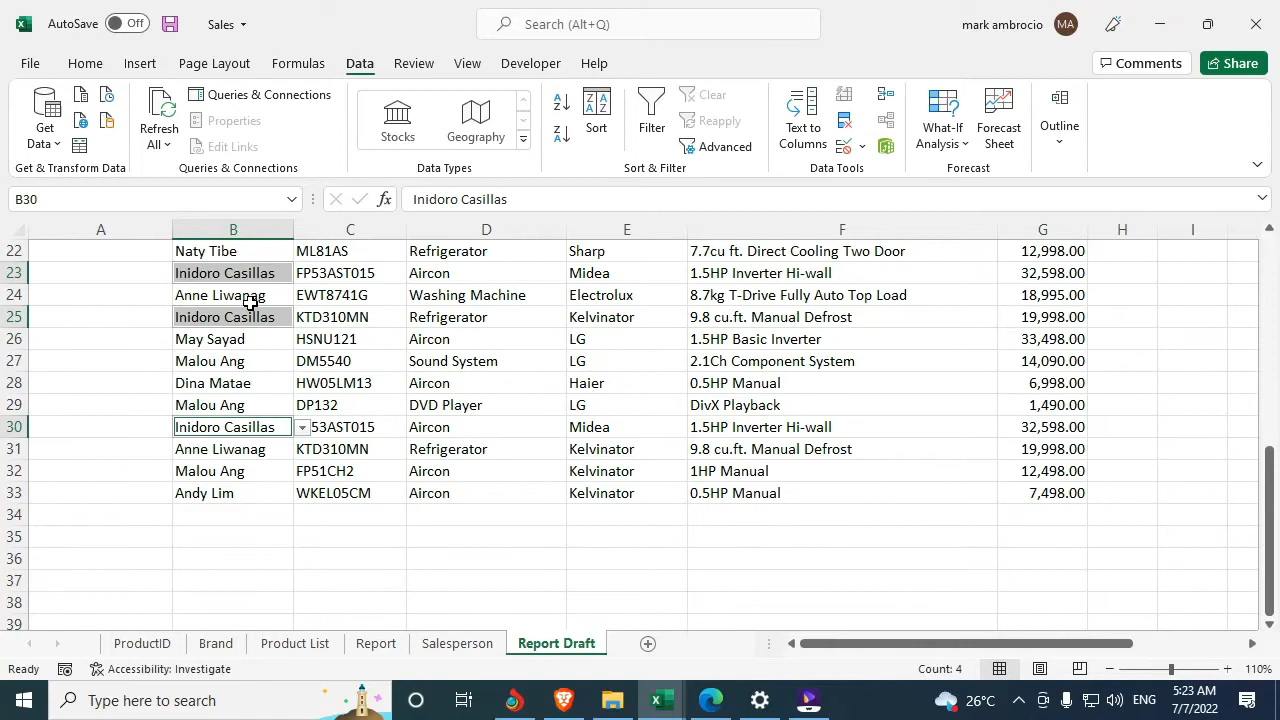 AutoSave Off Sales Search (Alt+Q) mark ambrocio MA
File Home Insert Page Layout Formulas Data Review View Developer Help Comments Share
Get Data Refresh All Queries & Connections Properties Edit Links Stocks Geography Sort Filter Clear Reapply Advanced Text to Columns What-If Analysis Forecast Sheet Outline
Get & Transform Data Queries & Connections Data Types Sort & Filter Data Tools Forecast
B30 fx Inidoro Casillas
A B C D E F G H I
22 Naty Tibe ML81AS Refrigerator Sharp 7.7cu ft. Direct Cooling Two Door 12,998.00
23 Inidoro Casillas FP53AST015 Aircon Midea 1.5HP Inverter Hi-wall 32,598.00
24 Anne Liwanag EWT8741G Washing Machine Electrolux 8.7kg T-Drive Fully Auto Top Load 18,995.00
25 Inidoro Casillas KTD310MN Refrigerator Kelvinator 9.8 cu.ft. Manual Defrost 19,998.00
26 May Sayad HSNU121 Aircon LG 1.5HP Basic Inverter 33,498.00
27 Malou Ang DM5540 Sound System LG 2.1Ch Component System 14,090.00
28 Dina Matae HW05LM13 Aircon Haier 0.5HP Manual 6,998.00
29 Malou Ang DP132 DVD Player LG DivX Playback 1,490.00
30 Inidoro Casillas 53AST015 Aircon Midea 1.5HP Inverter Hi-wall 32,598.00
31 Anne Liwanag KTD310MN Refrigerator Kelvinator 9.8 cu.ft. Manual Defrost 19,998.00
32 Malou Ang FP51CH2 Aircon Kelvinator 1HP Manual 12,498.00
33 Andy Lim WKEL05CM Aircon Kelvinator 0.5HP Manual 7,498.00
34
35
36
37
38
39
ProductID Brand Product List Report Salesperson Report Draft
Ready Accessibility: Investigate Count: 4 110%
Type here to search 26°C ENG 5:23 AM
7/7/2022